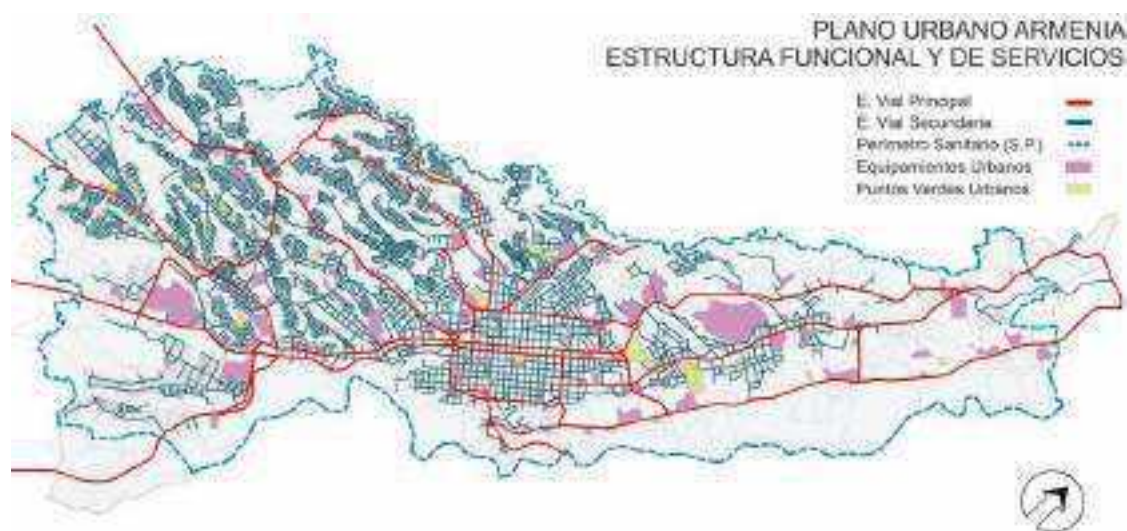 PLANO URBANO ARMENIA
ESTRUCTURA FUNCIONAL Y DE SERVICIOS
E. Vial Principal
E. Vial Secundaria
Perímetro Sanitario (S.P.)
Equipamientos Urbanos
Puntos Verdes Urbanos